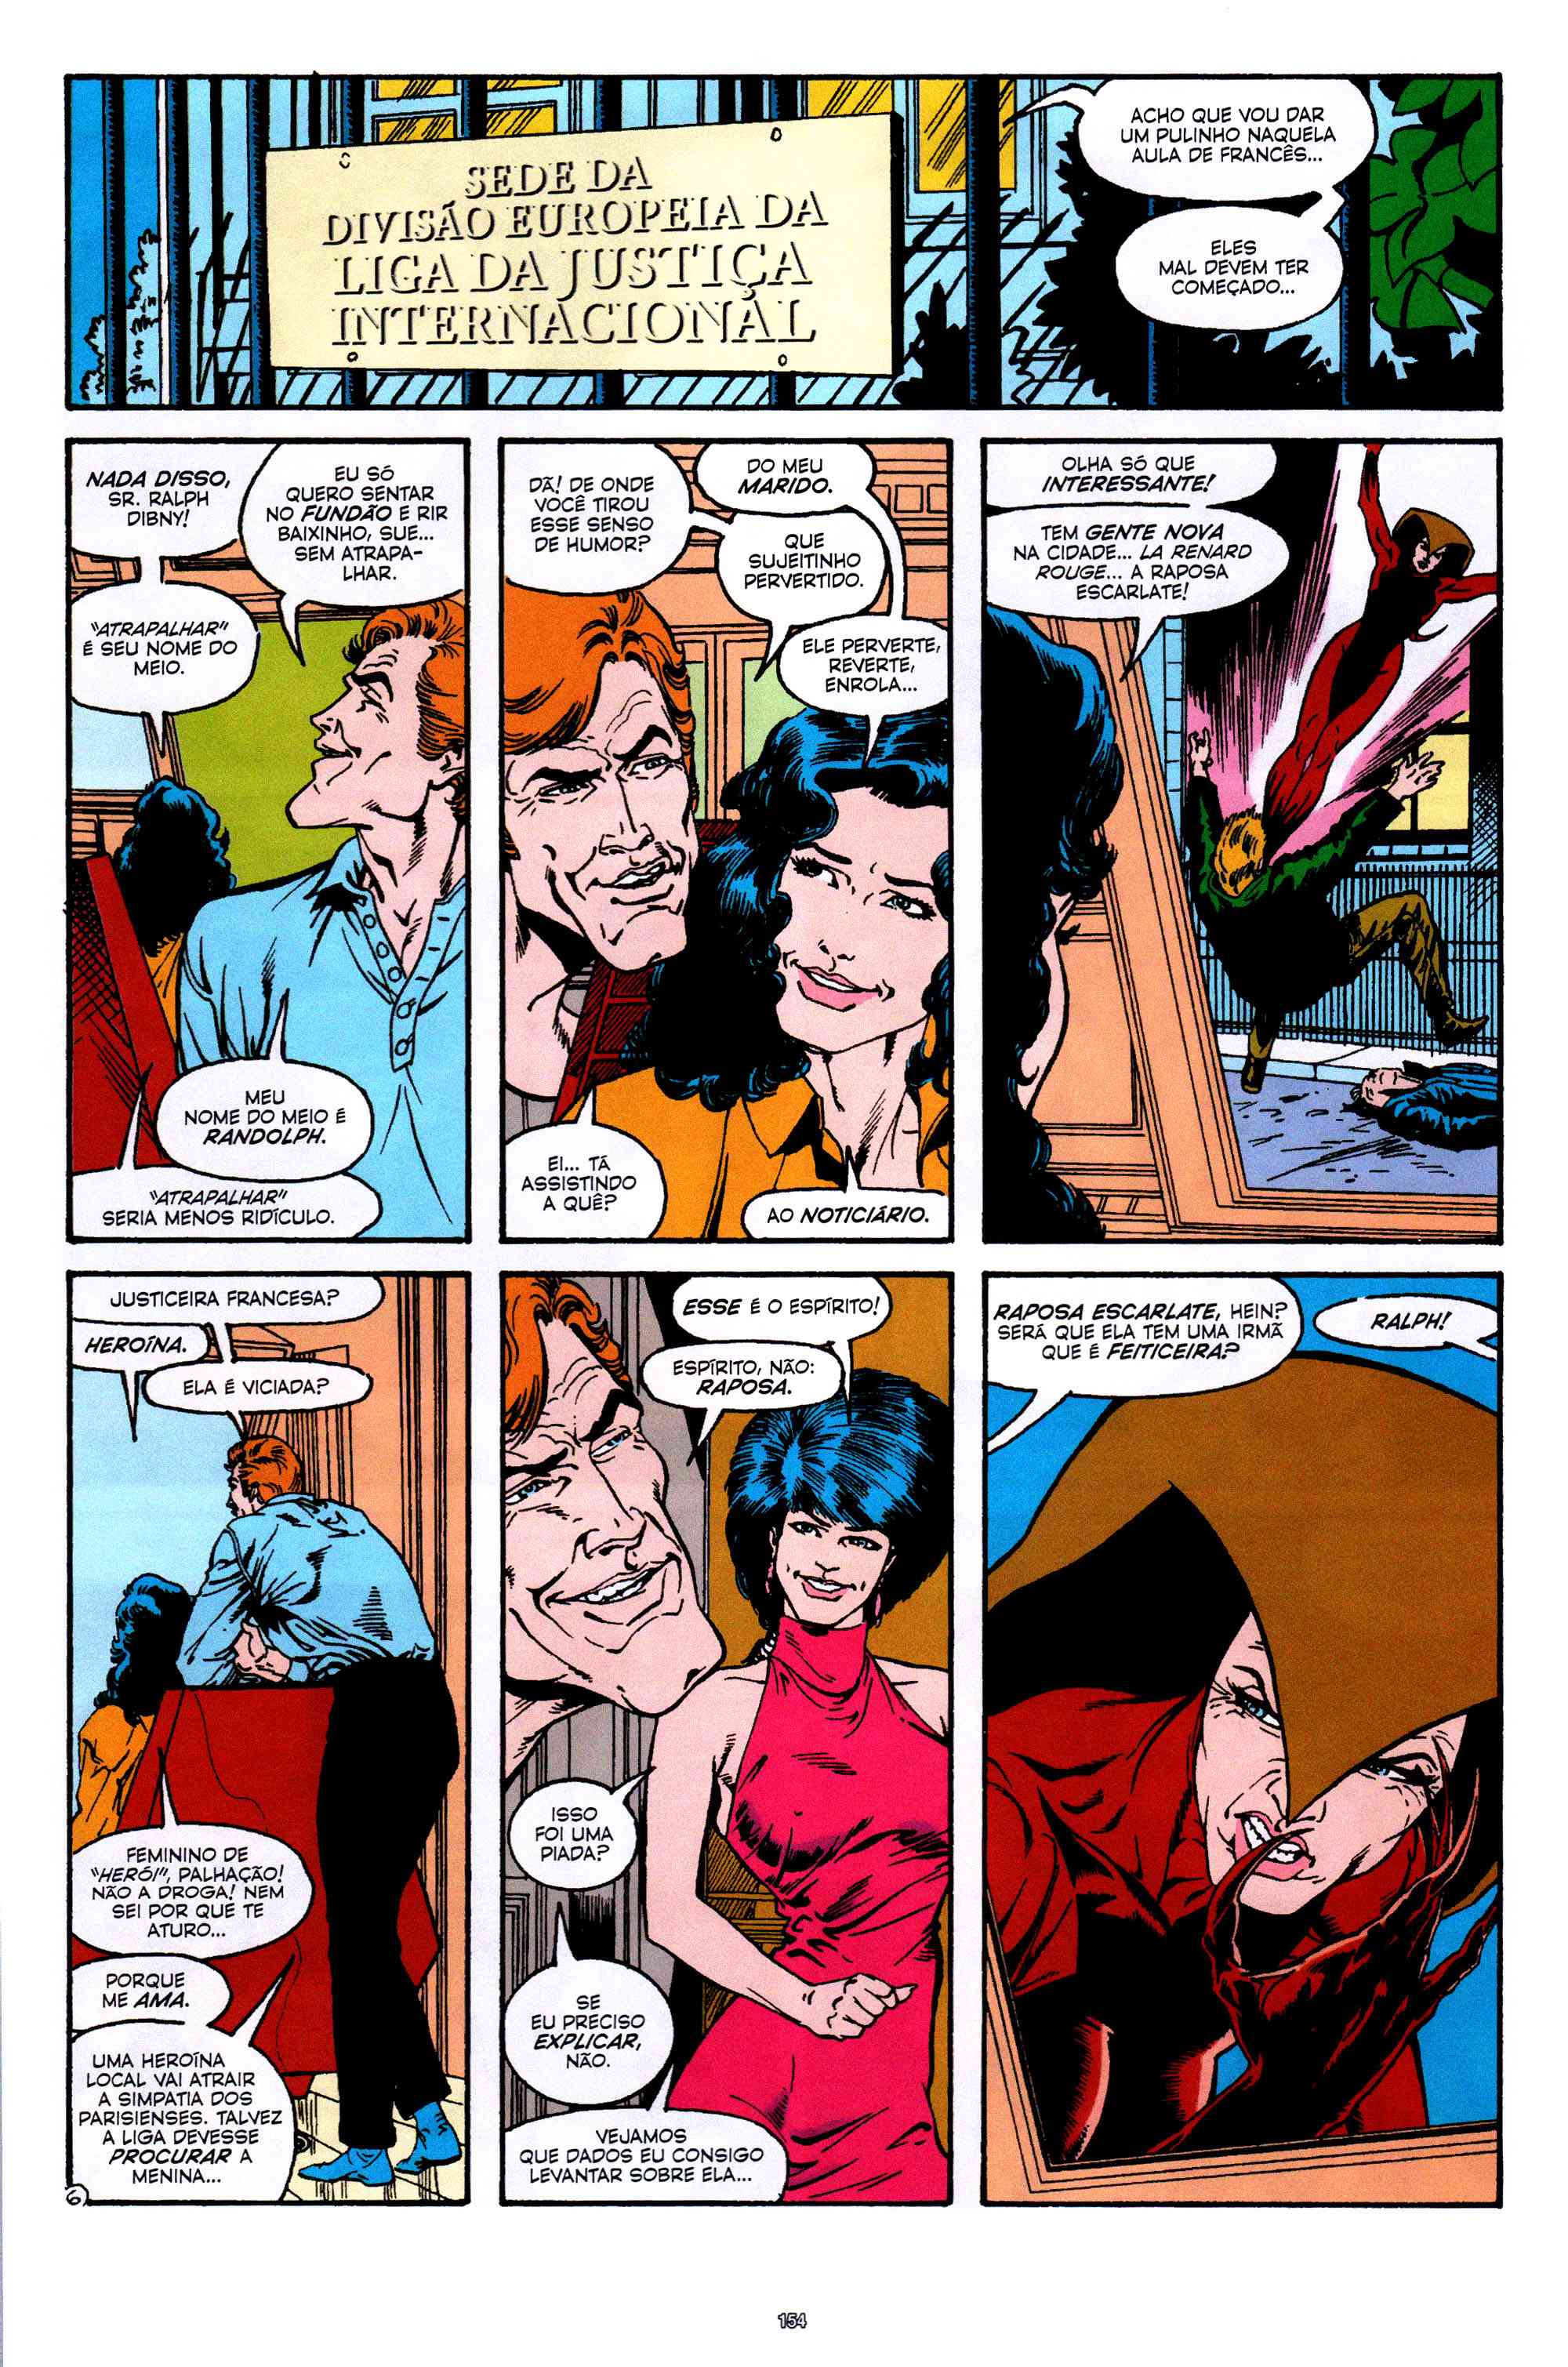 SEDE DA
DIVISÃO EUROPEIA DA
LIGA DA JUSTIÇA
INTERNACIONAL
ACHO QUE VOU DAR
UM PULINHO NAQUELA
AULA DE FRANCÊS...
ELES
MAL DEVEM TER
COMEÇADO...
NADA DISSO,
SR. RALPH
DIBNY!
"ATRAPALHAR"
É SEU NOME DO
MEIO.
EU SÓ
QUERO SENTAR
NO FUNDÃO E RIR
BAIXINHO, SUE...
SEM ATRAPA-
LHAR.
MEU
NOME DO MEIO É
RANDOLPH.
"ATRAPALHAR"
SERIA MENOS RIDÍCULO.
DÃ! DE ONDE
VOCÊ TIROU
ESSE SENSO
DE HUMOR?
DO MEU
MARIDO.
QUE
SUJEITINHO
PERVERTIDO.
ELE PERVERTE,
REVERTE,
ENROLA...
EI... TÁ
ASSISTINDO
A QUÊ?
AO NOTICIÁRIO.
OLHA SÓ QUE
INTERESSANTE!
TEM GENTE NOVA
NA CIDADE... LA RENARD
ROUGE... A RAPOSA
ESCARLATE!
JUSTICEIRA FRANCESA?
HEROÍNA.
ELA É VICIADA?
FEMININO DE
"HERÓI", PALHAÇÃO!
NÃO A DROGA! NEM
SEI POR QUE TE
ATURO...
PORQUE
ME AMA.
UMA HEROÍNA
LOCAL VAI ATRAIR
A SIMPATIA DOS
PARISIENSES. TALVEZ
A LIGA DEVESSE
PROCURAR A
MENINA...
6
ESSE É O ESPÍRITO!
ESPÍRITO, NÃO:
RAPOSA.
ISSO
FOI UMA
PIADA?
SE
EU PRECISO
EXPLICAR,
NÃO.
VEJAMOS
QUE DADOS EU CONSIGO
LEVANTAR SOBRE ELA...
RAPOSA ESCARLATE, HEIN?
SERÁ QUE ELA TEM UMA IRMÃ
QUE É FEITICEIRA?
RALPH!
154